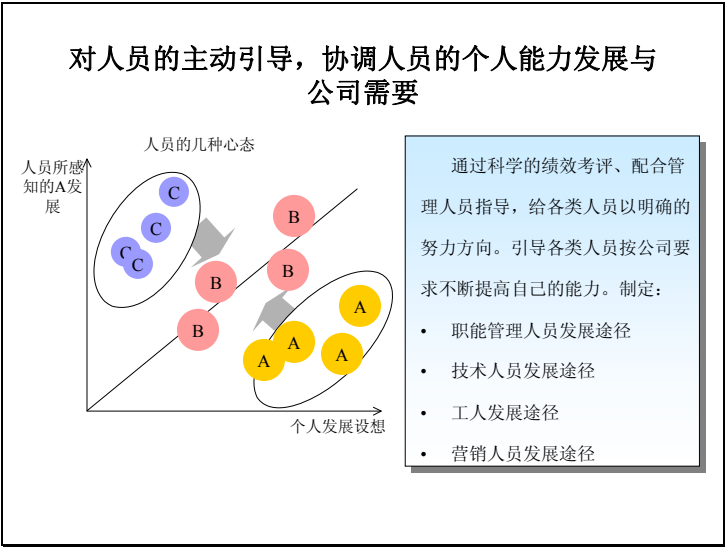 对人员的主动引导，协调人员的个人能力发展与
公司需要
人员的几种心态
人员所感
知的A发
展
C
C
C
C
B
B
B
B
A
A
A
A
个人发展设想
通过科学的绩效考评、配合管
理人员指导，给各类人员以明确的
努力方向。引导各类人员按公司要
求不断提高自己的能力。制定：
• 职能管理人员发展途径
• 技术人员发展途径
• 工人发展途径
• 营销人员发展途径